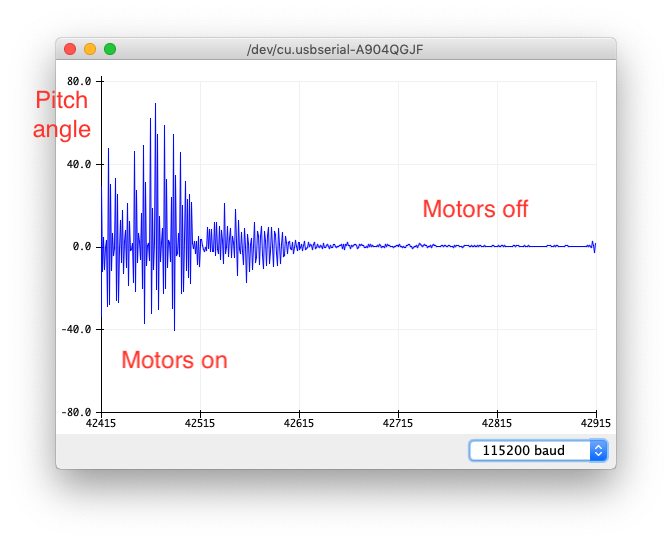 /dev/cu.usbserial-A904QGJF
80.0
Pitch
angle
40.0
Motors off
0.0
-40.0
Motors on
-80.0
42415 42515 42615 42715 42815 42915
115200 baud